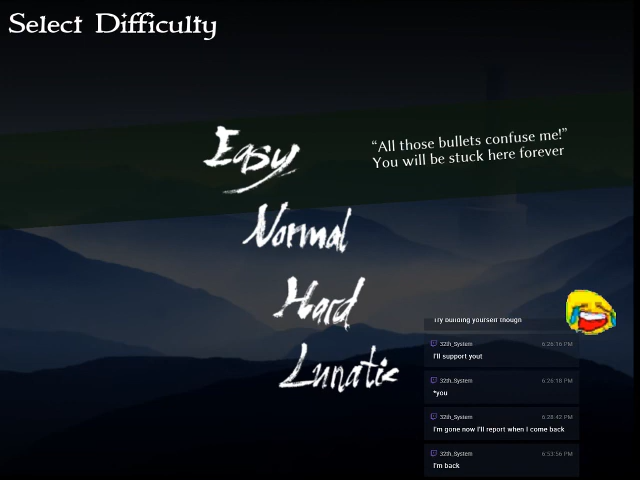 Select Difficulty
Easy
“All those bullets confuse me!”
You will be stuck here forever
Normal
Hard
Lunatic
Try building yourself though
32th_System 6:26:16 PM
I'll support yout
32th_System 6:26:18 PM
*you
32th_System 6:28:42 PM
I'm gone now I'll report when I come back
32th_System 6:53:56 PM
I'm back